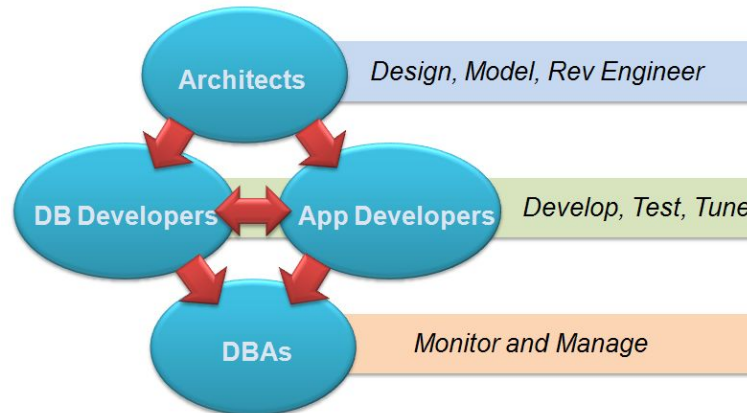 Architects
Design, Model, Rev Engineer
DB Developers
App Developers
Develop, Test, Tune
DBAs
Monitor and Manage